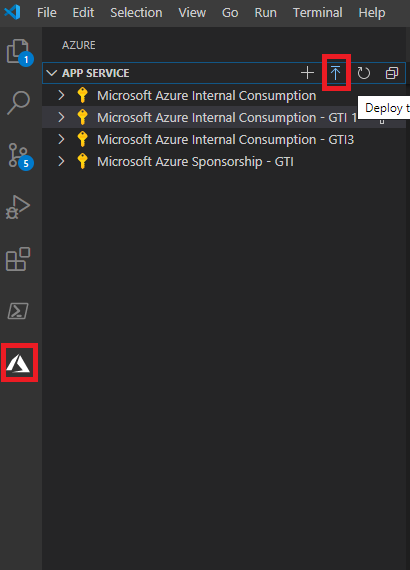 File Edit Selection View Go Run Terminal Help
AZURE
1
APP SERVICE
Microsoft Azure Internal Consumption
Deploy t
Microsoft Azure Internal Consumption - GTI 1
Microsoft Azure Internal Consumption - GTI3
5
Microsoft Azure Sponsorship - GTI